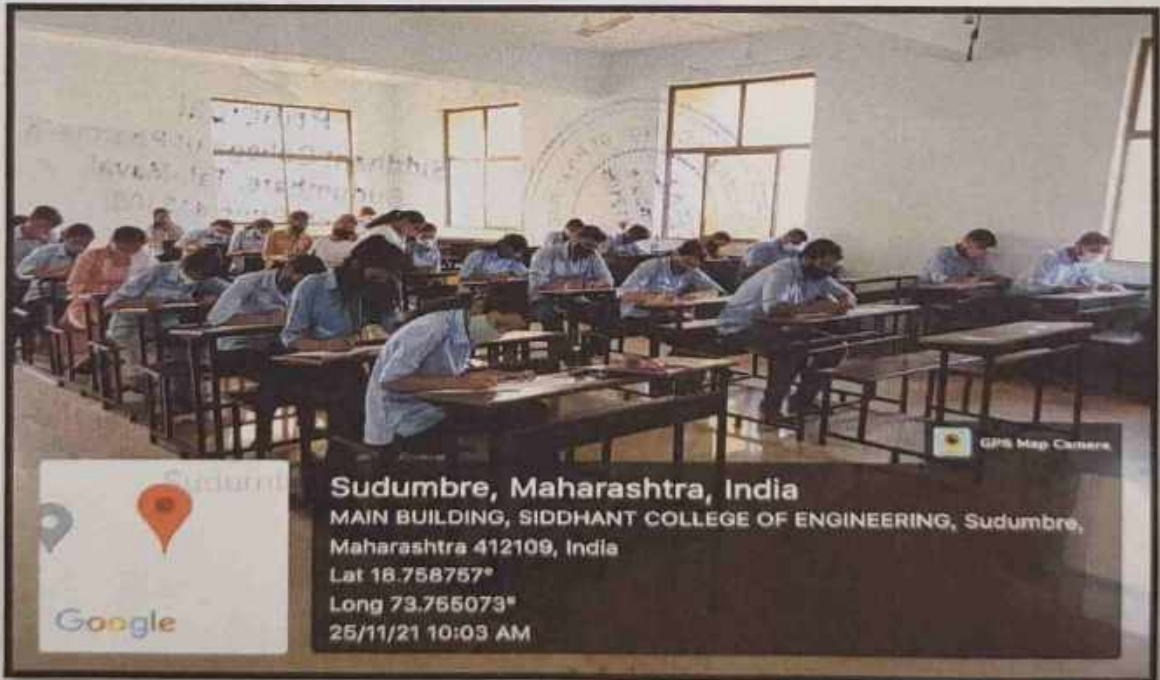 GPS Map Camera
Sudumbre, Maharashtra, India
MAIN BUILDING, SIDDHANT COLLEGE OF ENGINEERING, Sudumbre,
Maharashtra 412109, India
Lat 18.758757°
Long 73.755073°
25/11/21 10:03 AM
Google